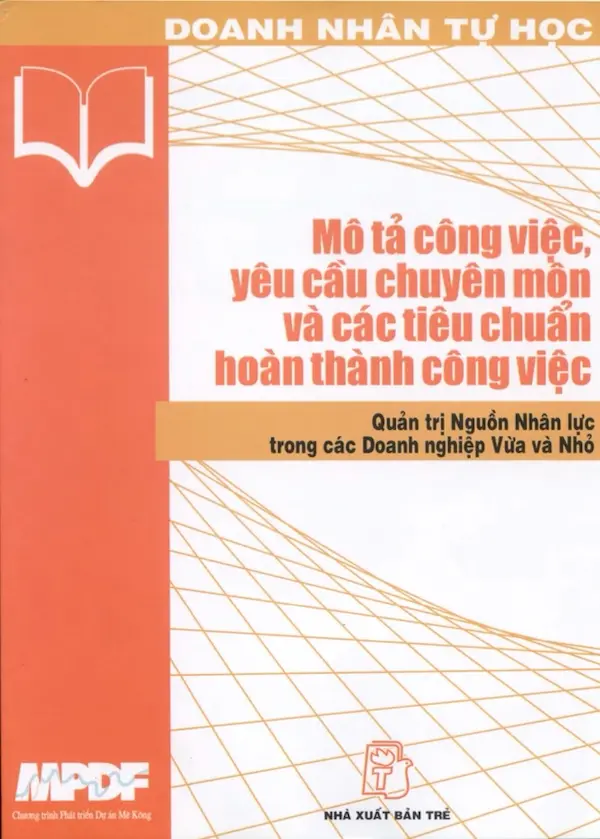 DOANH NHÂN TỰ HỌC
Mô tả công việc,
yêu cầu chuyên môn
và các tiêu chuẩn
hoàn thành công việc
Quản trị Nguồn Nhân lực
trong các Doanh nghiệp Vừa và Nhỏ
MPDF
Chương trình Phát triển Dự án Mê Kông
T
NHÀ XUẤT BẢN TRẺ